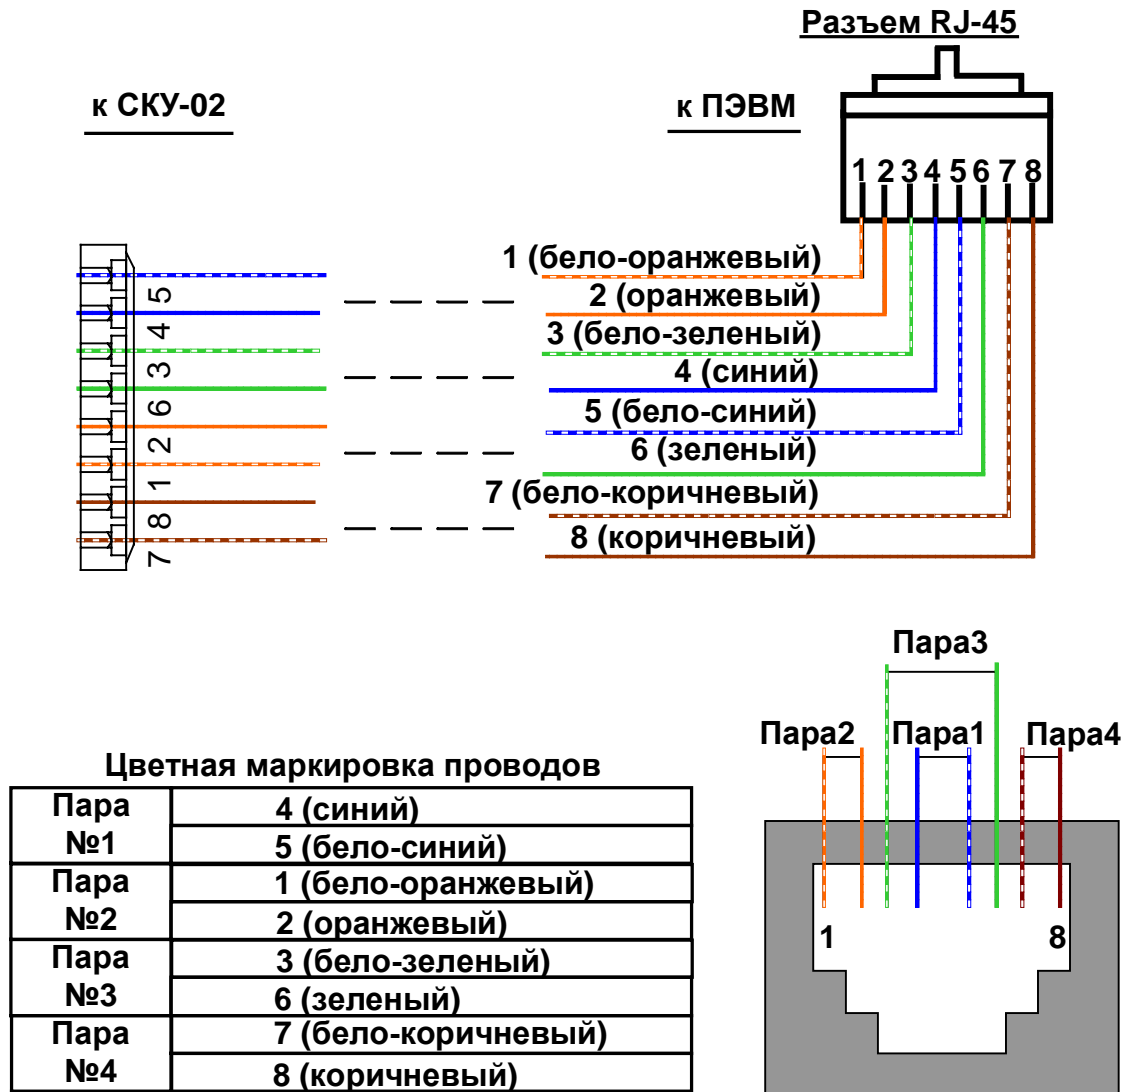 Разъем RJ-45
к СКУ-02
к ПЭВМ
1 2 3 4 5 6 7 8
1 (бело-оранжевый)
2 (оранжевый)
3 (бело-зеленый)
4 (синий)
5 (бело-синий)
6 (зеленый)
7 (бело-коричневый)
8 (коричневый)
5
4
3
6
2
1
8
7
Пара3
Пара2
Пара1
Пара4
1
8
Цветная маркировка проводов
Пара
№1
4 (синий)
5 (бело-синий)
Пара
№2
1 (бело-оранжевый)
2 (оранжевый)
Пара
№3
3 (бело-зеленый)
6 (зеленый)
Пара
№4
7 (бело-коричневый)
8 (коричневый)